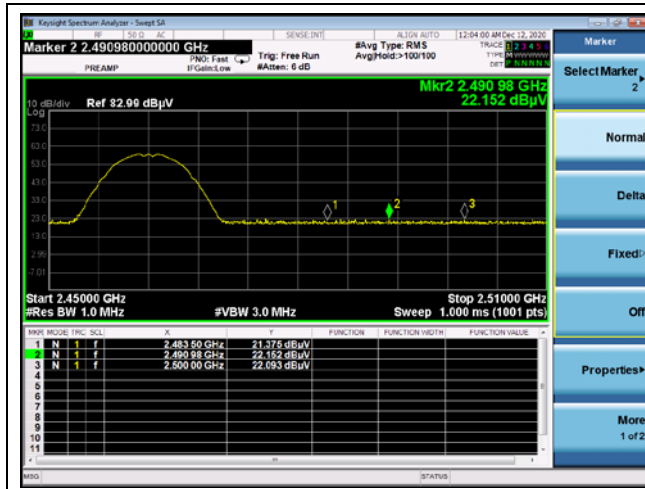 Keysight Spectrum Analyzer - Swept SA
RF 50 Ω AC SENSE:INT ALIGN AUTO 12:04:00 AM Dec 12, 2020
Marker 2 2.490980000000 GHz
PREAMP
PNO: Fast
IFGain:Low
Trig: Free Run
#Atten: 6 dB
#Avg Type: RMS
Avg|Hold:>100/100
TRACE 1 2 3 4 5 6
TYPE M
DET P N N N N N
Mkr2 2.490 98 GHz
22.152 dBµV
10 dB/div Ref 82.99 dBµV
Log
73.0
63.0
53.0
43.0
33.0
23.0
13.0
2.99
-7.01
1
2
3
Start 2.45000 GHz Stop 2.51000 GHz
#Res BW 1.0 MHz #VBW 3.0 MHz Sweep 1.000 ms (1001 pts)
MKR MODE TRC SCL X Y FUNCTION FUNCTION WIDTH FUNCTION VALUE
1 N 1 f 2.483 50 GHz 21.375 dBuV
2 N 1 f 2.490 98 GHz 22.152 dBuV
3 N 1 f 2.500 00 GHz 22.093 dBuV
4
5
6
7
8
9
10
11
MSG STATUS
Marker
Select Marker
2
Normal
Delta
Fixed
Off
Properties
More
1 of 2